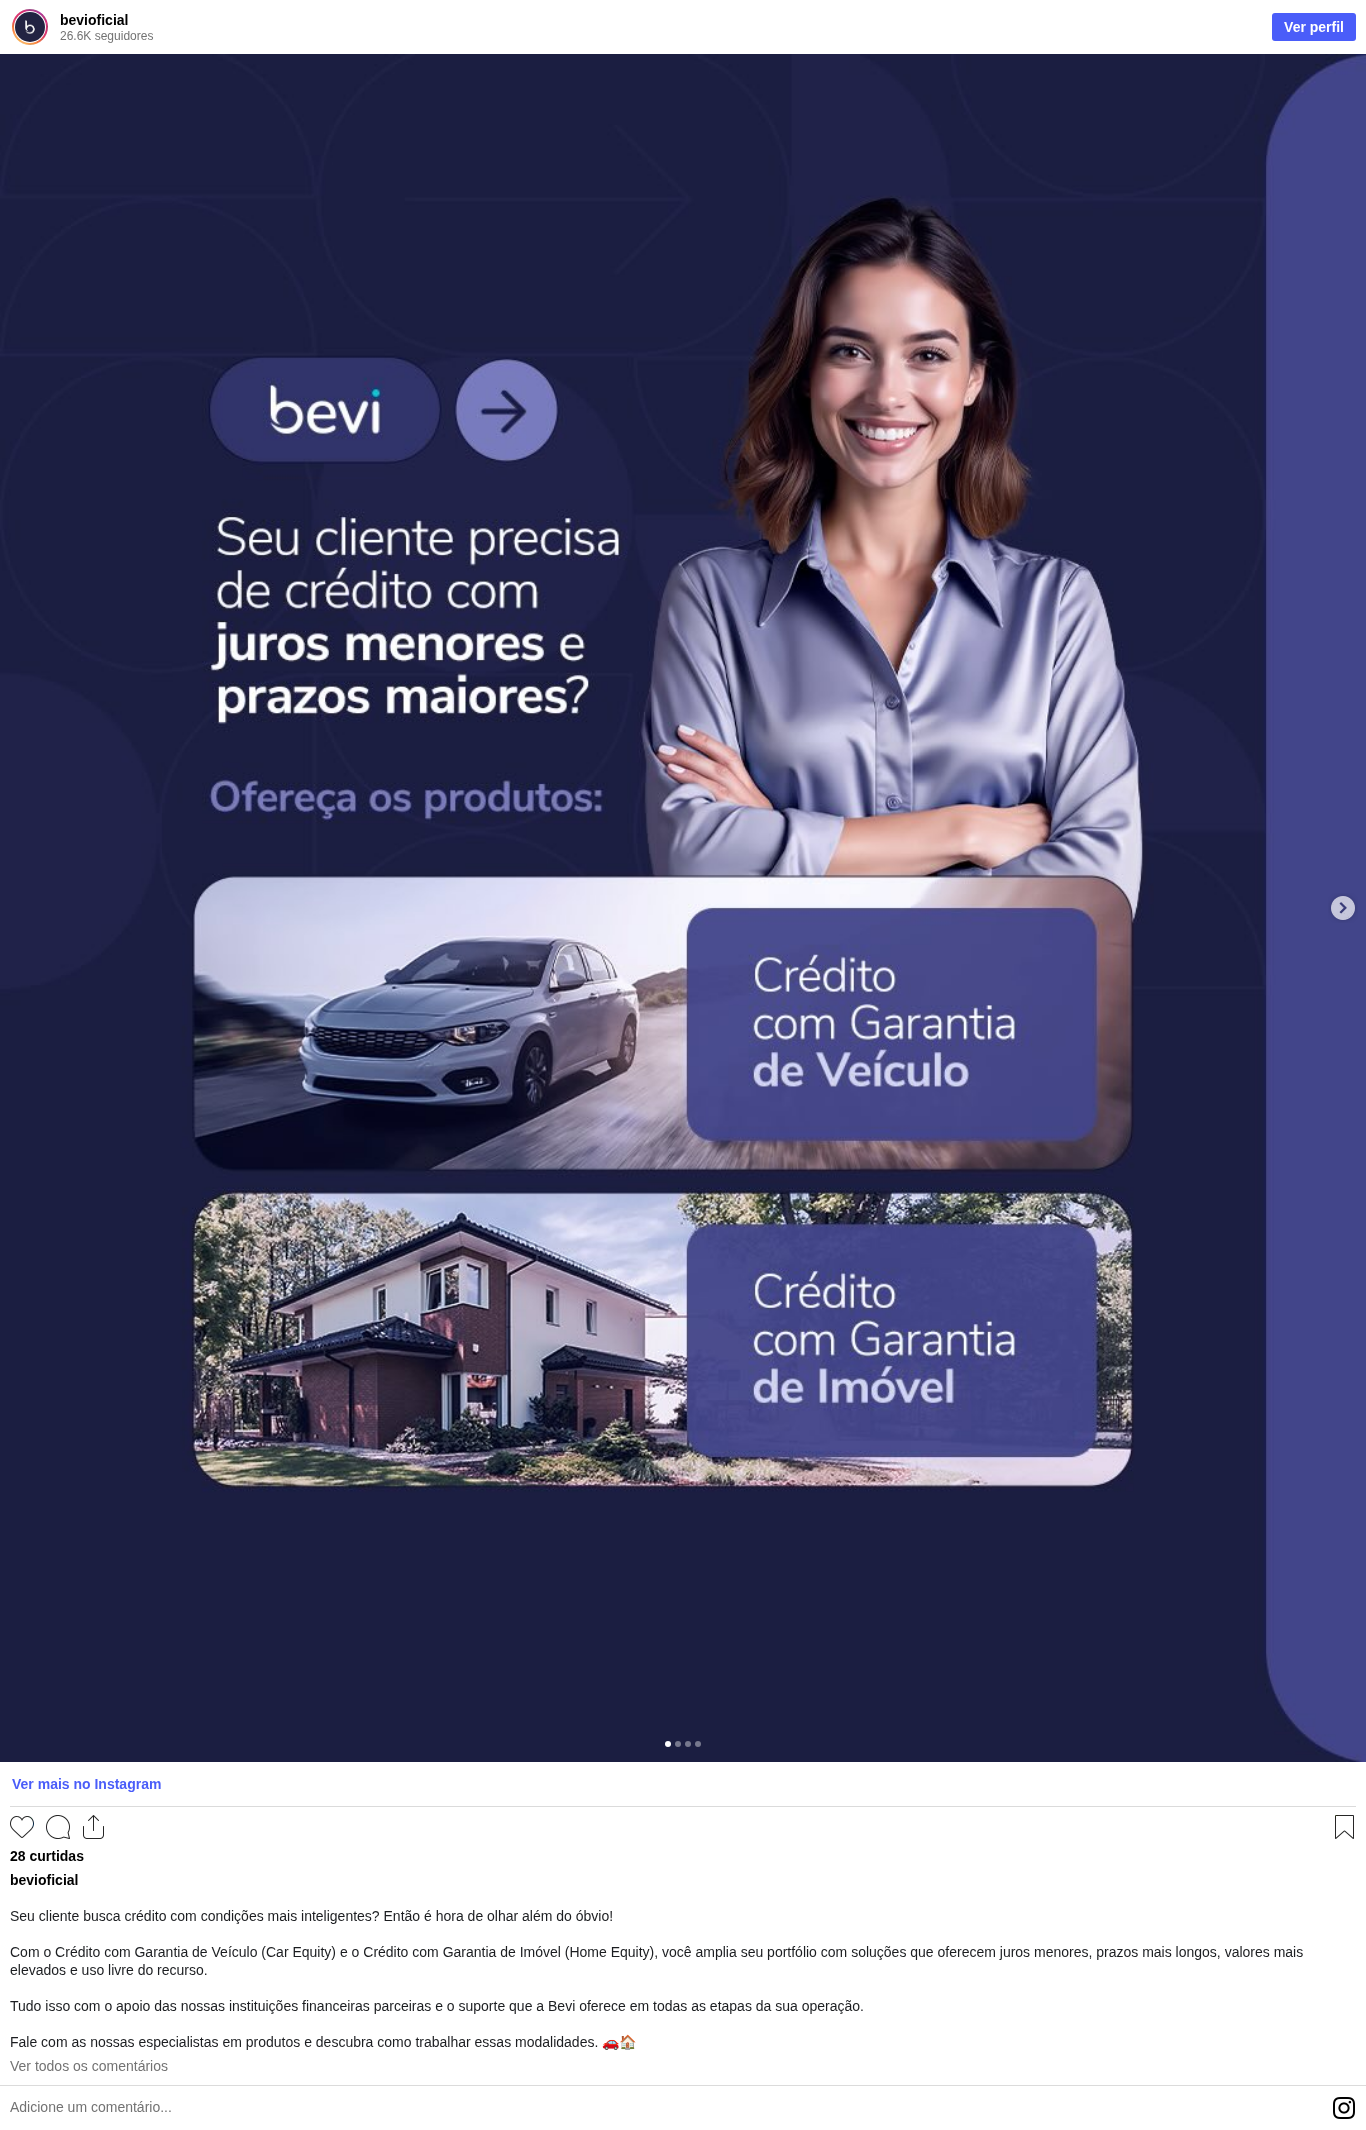 bevioficial
26.6K seguidores
Ver perfil
bevi
Seu cliente precisa
de crédito com
juros menores e
prazos maiores?
Ofereça os produtos:
Crédito
com Garantia
de Veículo
Crédito
com Garantia
de Imóvel
Ver mais no Instagram
28 curtidas
bevioficial
Seu cliente busca crédito com condições mais inteligentes? Então é hora de olhar além do óbvio!
Com o Crédito com Garantia de Veículo (Car Equity) e o Crédito com Garantia de Imóvel (Home Equity), você amplia seu portfólio com soluções que oferecem juros menores, prazos mais longos, valores mais
elevados e uso livre do recurso.
Tudo isso com o apoio das nossas instituições financeiras parceiras e o suporte que a Bevi oferece em todas as etapas da sua operação.
Fale com as nossas especialistas em produtos e descubra como trabalhar essas modalidades. 🚗🏠
Ver todos os comentários
Adicione um comentário...